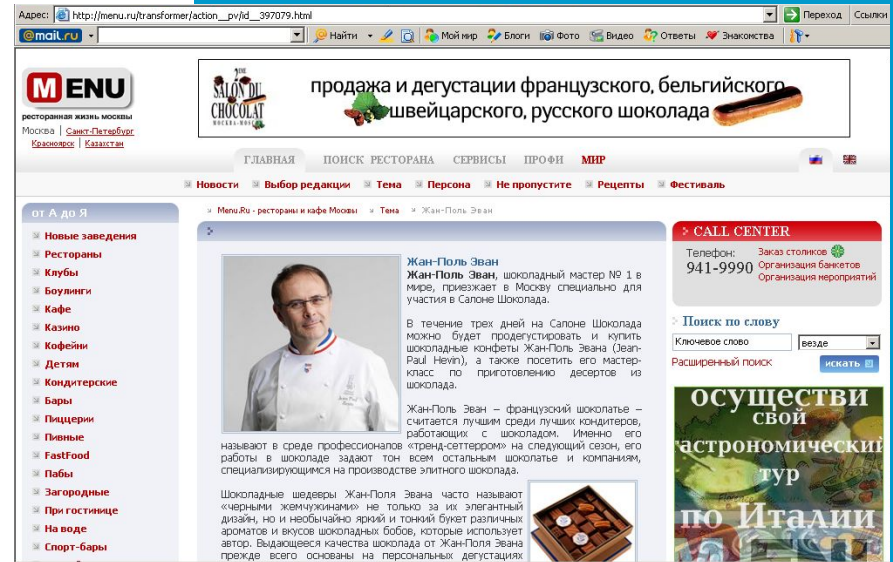 Адрес: http://menu.ru/transformer/action__pv/id__397079.html Переход Ссылки
@mail.ru Найти Мой мир Блоги Фото Видео Ответы Знакомства
MENU
ресторанная жизнь москвы
Москва | Санкт-Петербург
Красноярск | Казахстан
SALON DU
CHOCOLAT
МОСКВА-MOSCOU
продажа и дегустации французского, бельгийского,
швейцарского, русского шоколада
ГЛАВНАЯ ПОИСК РЕСТОРАНА СЕРВИСЫ ПРОФИ МИР
Новости Выбор редакции Тема Персона Не пропустите Рецепты Фестиваль
от А до Я
Новые заведения
Рестораны
Клубы
Боулинги
Кафе
Казино
Кофейни
Детям
Кондитерские
Бары
Пиццерии
Пивные
FastFood
Пабы
Загородные
При гостинице
На воде
Спорт-бары
Menu.Ru - рестораны и кафе Москвы Тема Жан-Поль Эван
Жан-Поль Эван
Жан-Поль Эван, шоколадный мастер № 1 в
мире, приезжает в Москву специально для
участия в Салоне Шоколада.
В течение трех дней на Салоне Шоколада
можно будет продегустировать и купить
шоколадные конфеты Жан-Поль Эвана (Jean-
Paul Hevin), а также посетить его мастер-
класс по приготовлению десертов из
шоколада.
Жан-Поль Эван – французский шоколатье –
считается лучшим среди лучших кондитеров,
работающих с шоколадом. Именно его
называют в среде профессионалов «тренд-сеттерром» на следующий сезон, его
работы в шоколаде задают тон всем остальным шоколатье и компаниям,
специализирующимся на производстве элитного шоколада.
Шоколадные шедевры Жан-Поля Эвана часто называют
«черными жемчужинами» не только за их элегантный
дизайн, но и необычайно яркий и тонкий букет различных
ароматов и вкусов шоколадных бобов, которые использует
автор. Выдающееся качества шоколада от Жан-Поля Эвана
прежде всего основаны на персональных дегустациях
CALL CENTER
Телефон:
941-9990
Заказ столиков
Организация банкетов
Организация мероприятий
Поиск по слову
Ключевое слово везде
Расширенный поиск искать
осуществи
свой
гастрономический
тур
по Италии